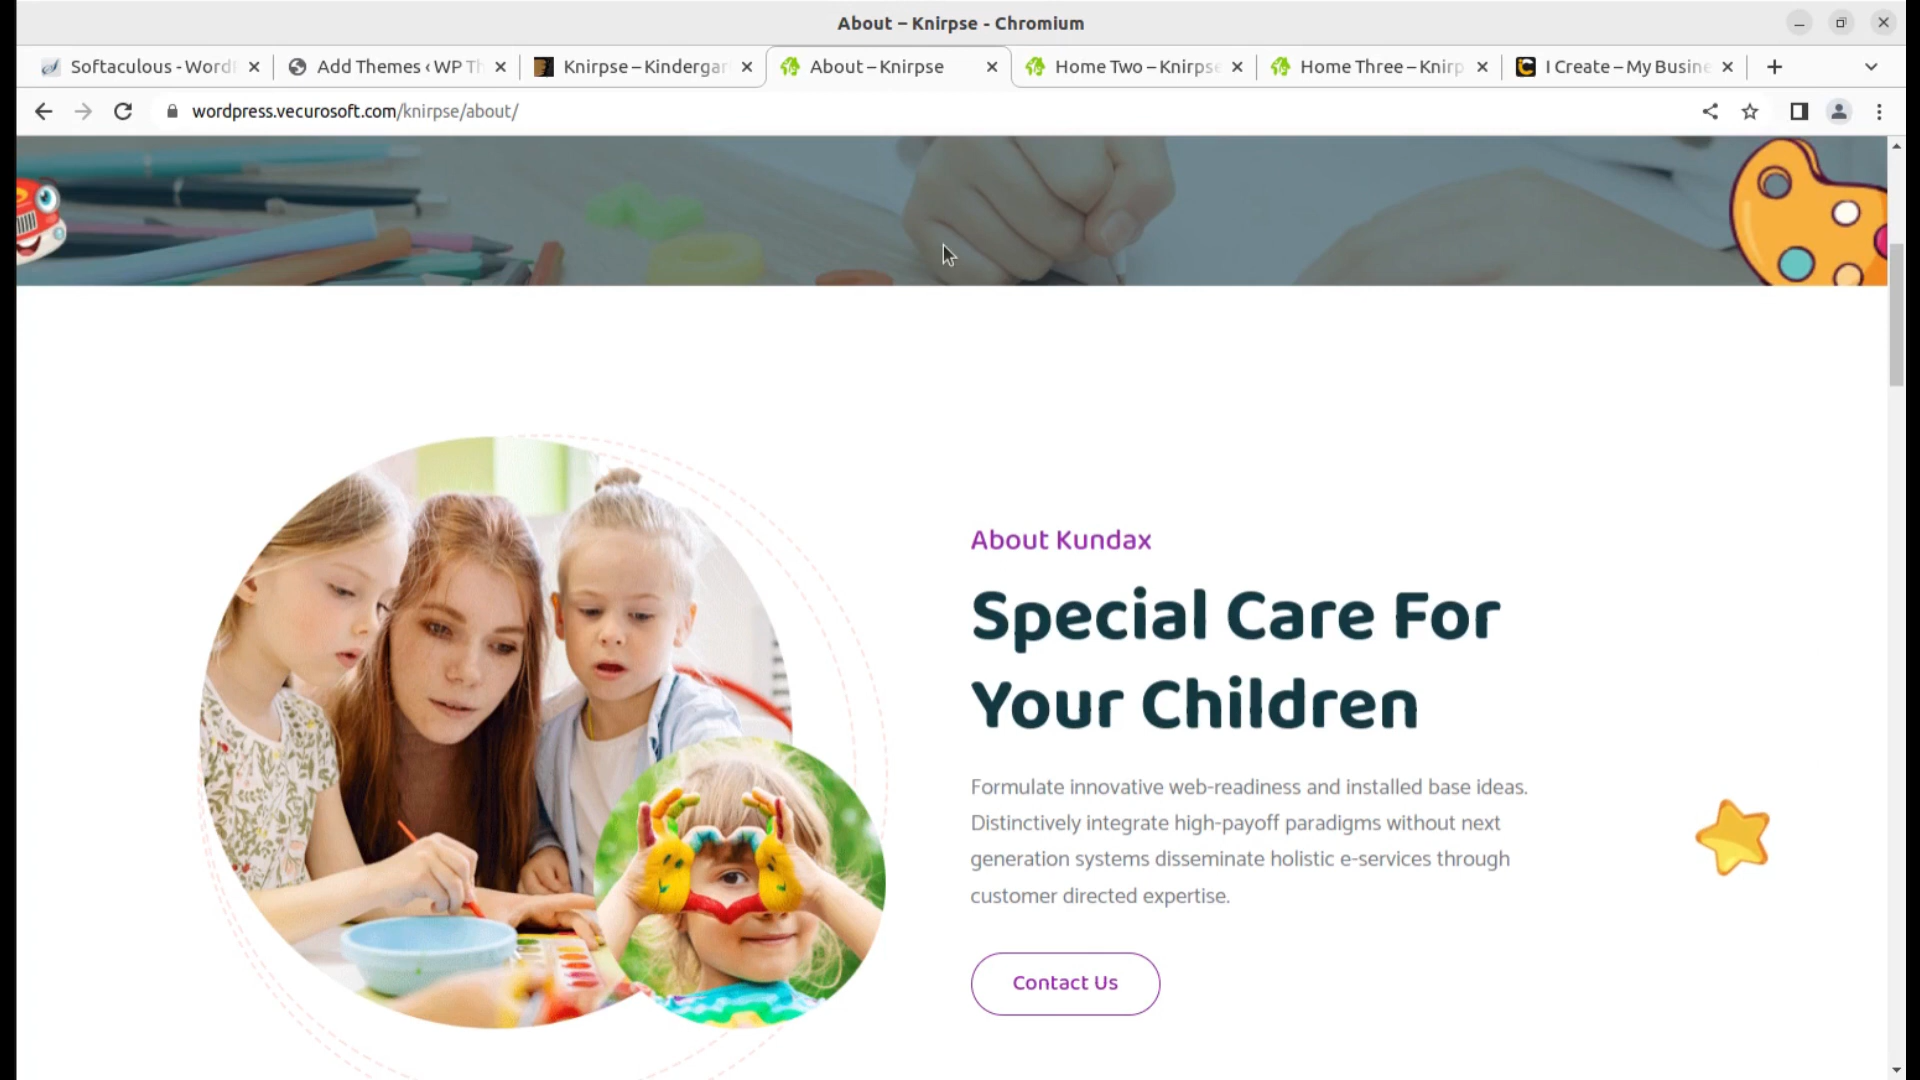 About – Knirpse - Chromium
Softaculous - Word
Add Themes ‹ WP Th
Knirpse – Kindergar
About – Knirpse
Home Two – Knirpse
Home Three – Knirp
I Create – My Busine
wordpress.vecurosoft.com/knirpse/about/
About Kundax
Special Care For
Your Children
Formulate innovative web-readiness and installed base ideas.
Distinctively integrate high-payoff paradigms without next
generation systems disseminate holistic e-services through
customer directed expertise.
Contact Us